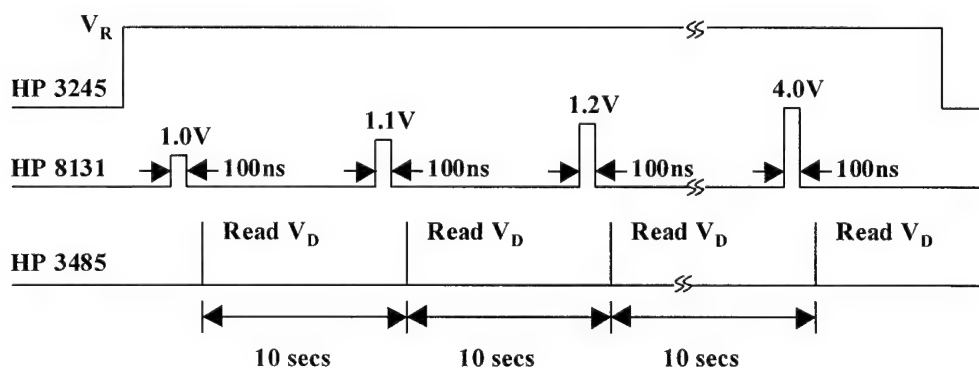 V_R
HP 3245
1.0V 1.1V 1.2V 4.0V
HP 8131 100ns 100ns 100ns 100ns
Read V_D Read V_D Read V_D Read V_D
HP 3485
10 secs 10 secs 10 secs